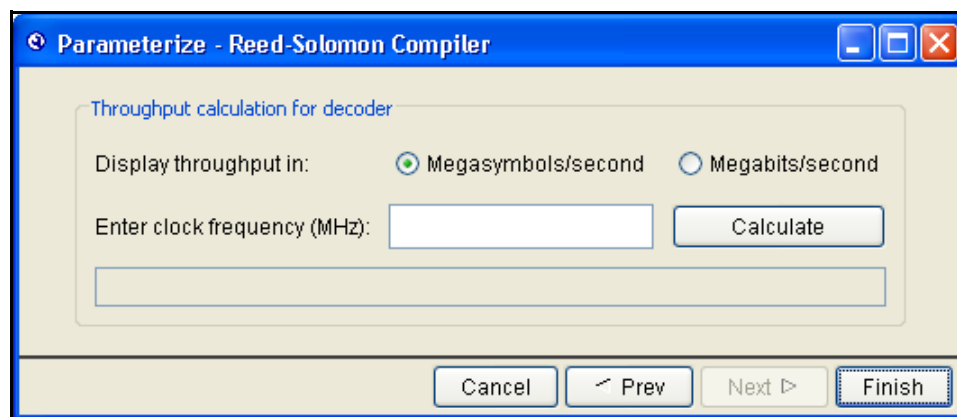 Parameterize - Reed-Solomon Compiler
Throughput calculation for decoder
Display throughput in: Megasymbols/second Megabits/second
Enter clock frequency (MHz): Calculate
Cancel Prev Next Finish